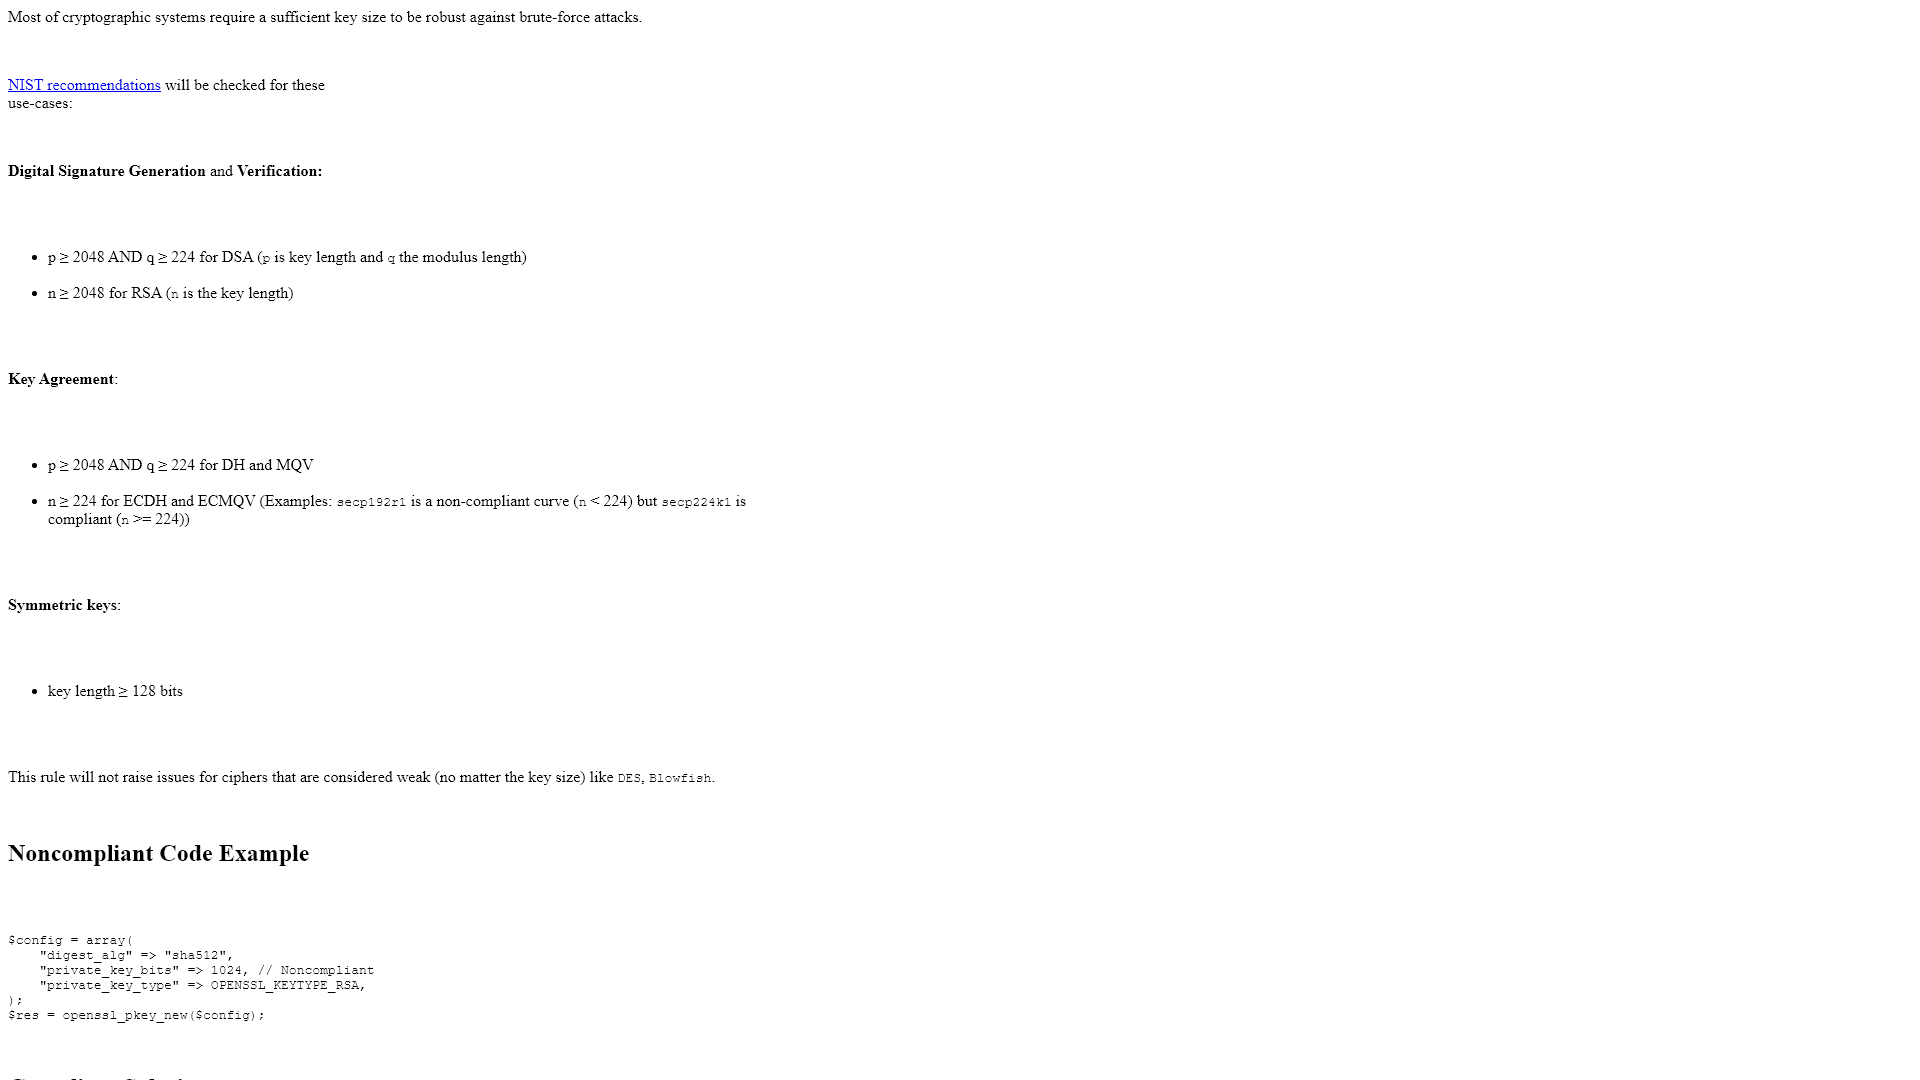 Most of cryptographic systems require a sufficient key size to be robust against brute-force attacks.
NIST recommendations will be checked for these
use-cases:
Digital Signature Generation and Verification:
• p ≥ 2048 AND q ≥ 224 for DSA (p is key length and q the modulus length)
• n ≥ 2048 for RSA (n is the key length)
Key Agreement:
• p ≥ 2048 AND q ≥ 224 for DH and MQV
• n ≥ 224 for ECDH and ECMQV (Examples: secp192r1 is a non-compliant curve (n < 224) but secp224k1 is
compliant (n >= 224))
Symmetric keys:
• key length ≥ 128 bits
This rule will not raise issues for ciphers that are considered weak (no matter the key size) like DES, Blowfish.
Noncompliant Code Example
$config = array(
    "digest_alg" => "sha512",
    "private_key_bits" => 1024, // Noncompliant
    "private_key_type" => OPENSSL_KEYTYPE_RSA,
);
$res = openssl_pkey_new($config);